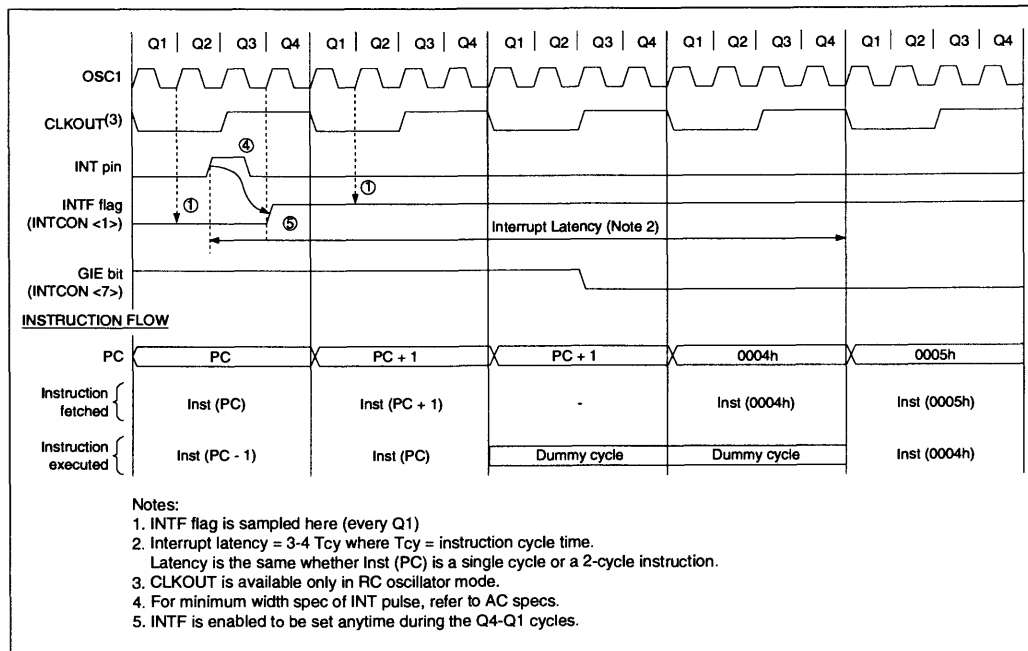 Q1 | Q2 | Q3 | Q4 | Q1 | Q2 | Q3 | Q4 | Q1 | Q2 | Q3 | Q4 | Q1 | Q2 | Q3 | Q4 | Q1 | Q2 | Q3 | Q4
OSC1
CLKOUT(3)
④
INT pin
① ①
INTF flag
(INTCON <1>)
⑤
Interrupt Latency (Note 2)
GIE bit
(INTCON <7>)
INSTRUCTION FLOW
PC PC PC + 1 PC + 1 0004h 0005h
Instruction
fetched
Inst (PC) Inst (PC + 1) - Inst (0004h) Inst (0005h)
Instruction
executed
Inst (PC - 1) Inst (PC) Dummy cycle Dummy cycle Inst (0004h)
Notes:
1. INTF flag is sampled here (every Q1)
2. Interrupt latency = 3-4 Tcy where Tcy = instruction cycle time.
Latency is the same whether Inst (PC) is a single cycle or a 2-cycle instruction.
3. CLKOUT is available only in RC oscillator mode.
4. For minimum width spec of INT pulse, refer to AC specs.
5. INTF is enabled to be set anytime during the Q4-Q1 cycles.